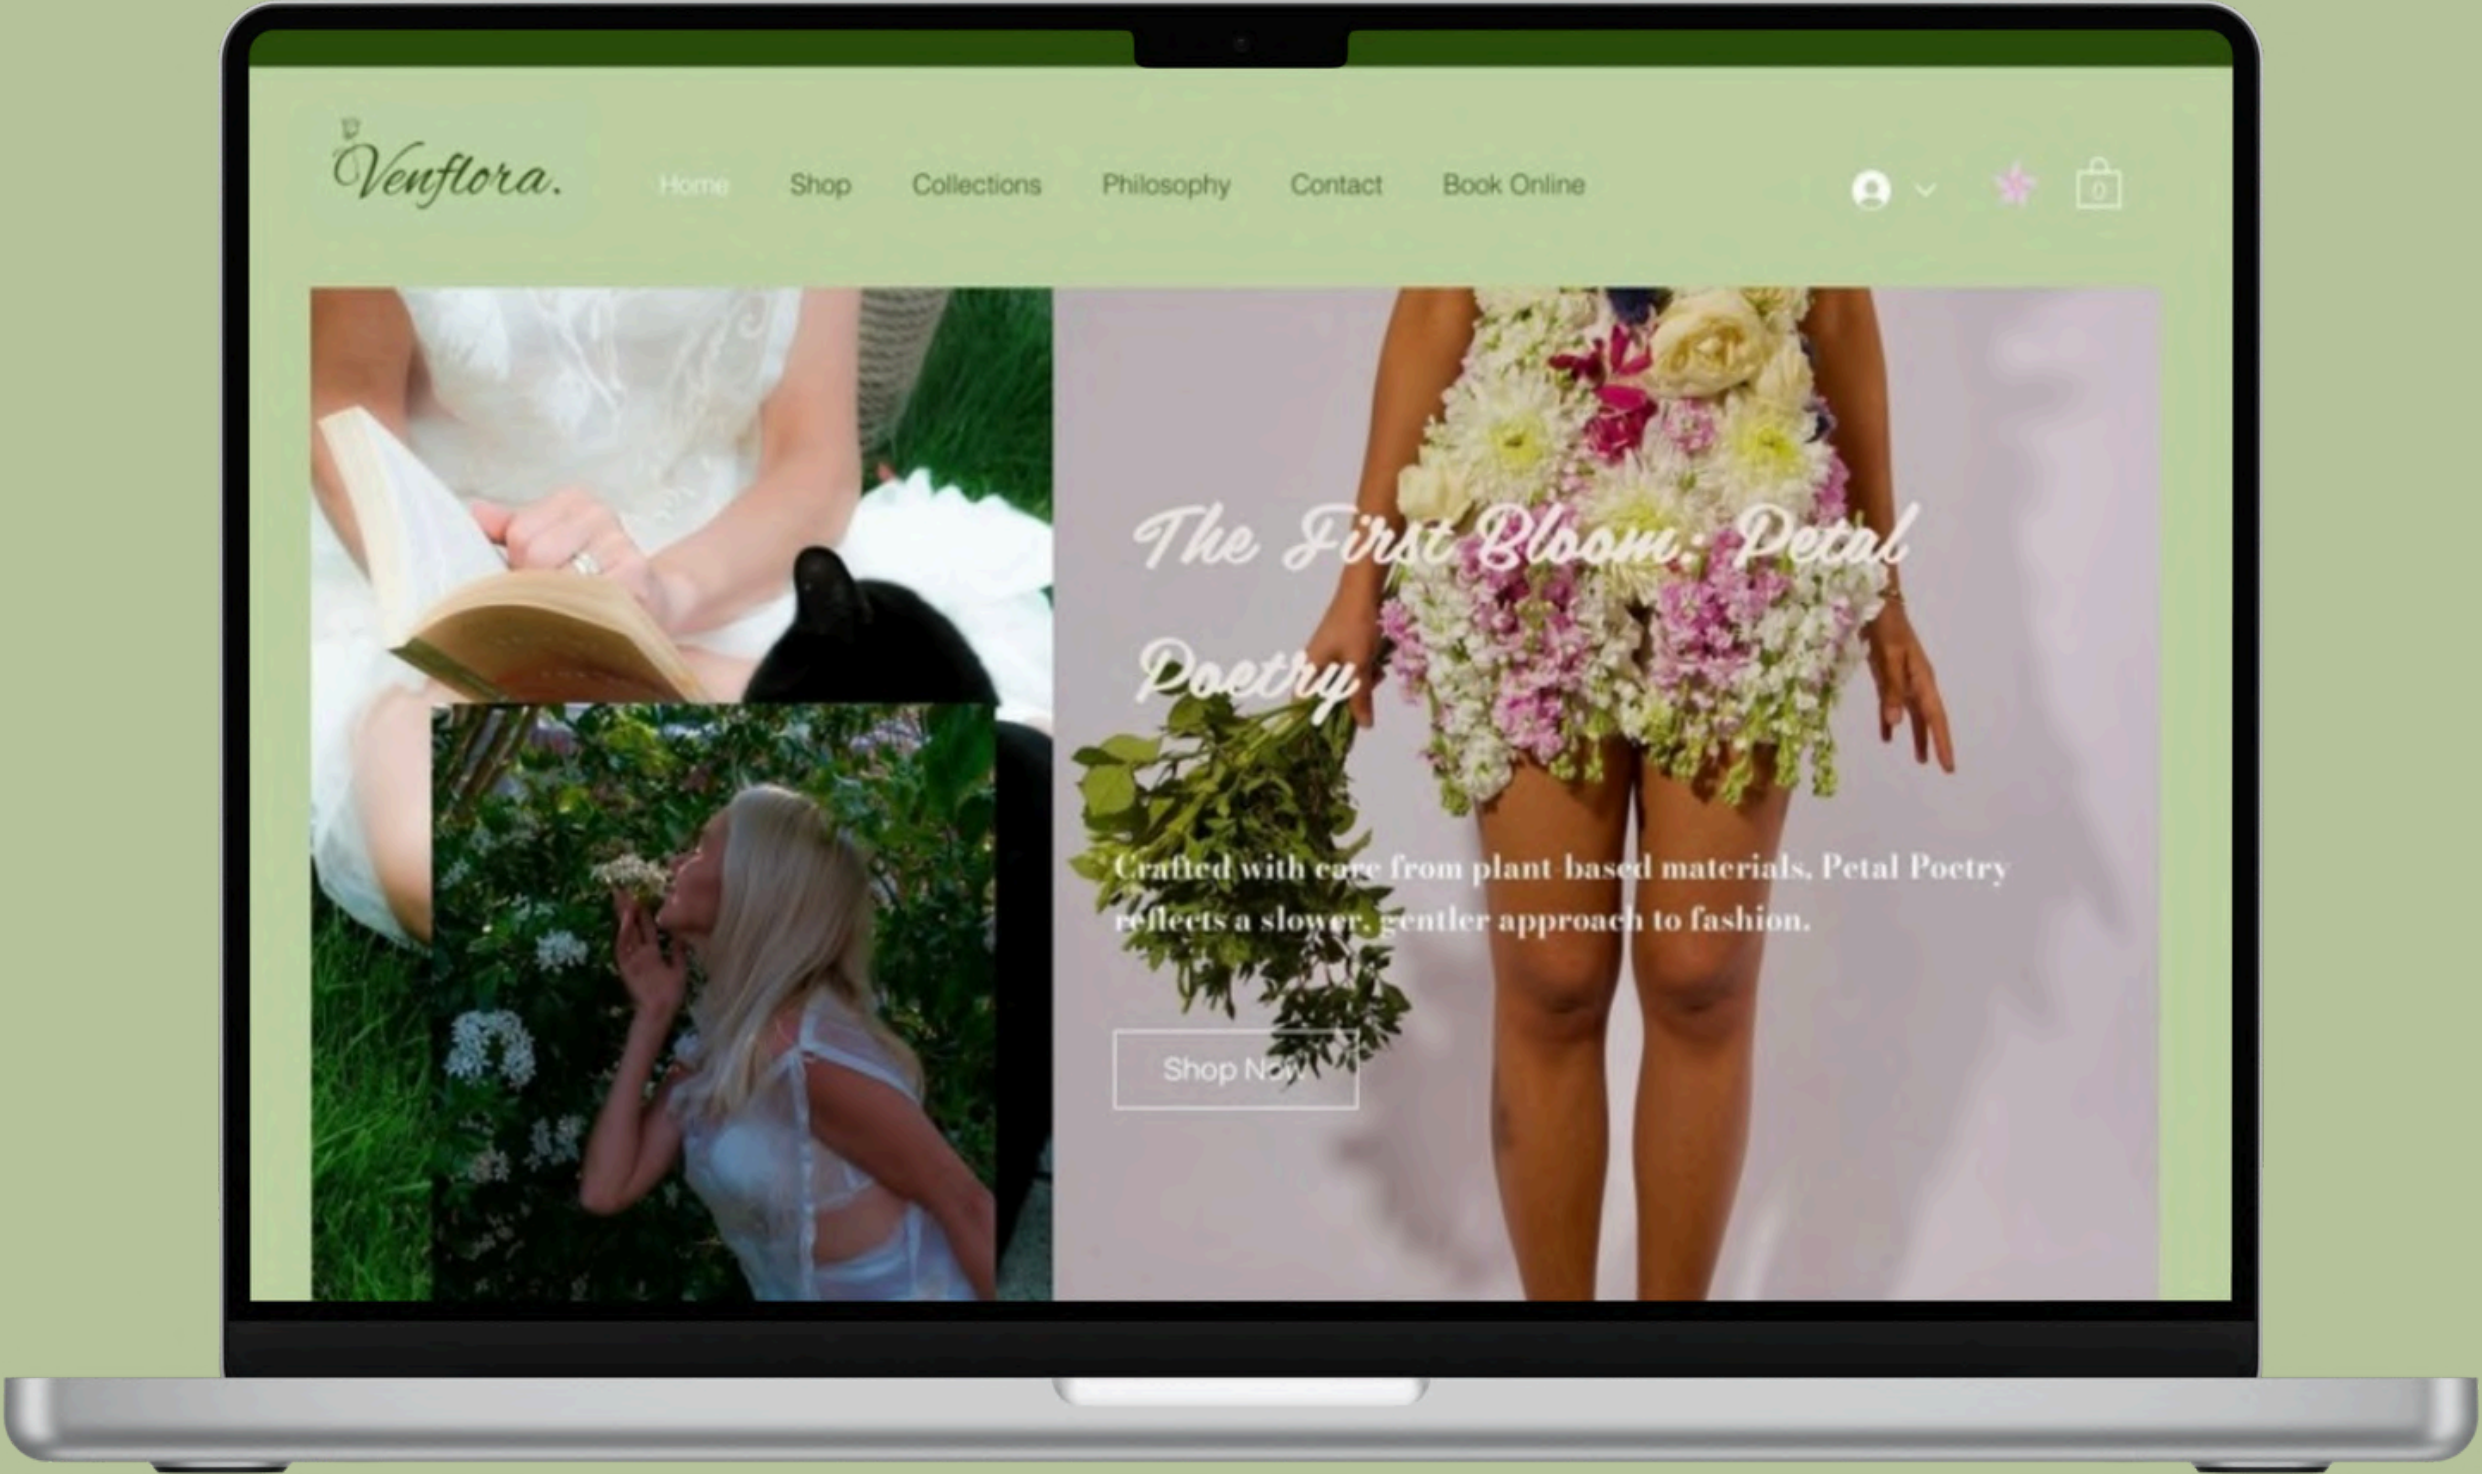 Venflora.
Home Shop Collections Philosophy Contact Book Online
0
The First Bloom: Petal
Poetry
Crafted with care from plant-based materials, Petal Poetry
reflects a slower, gentler approach to fashion.
Shop Now